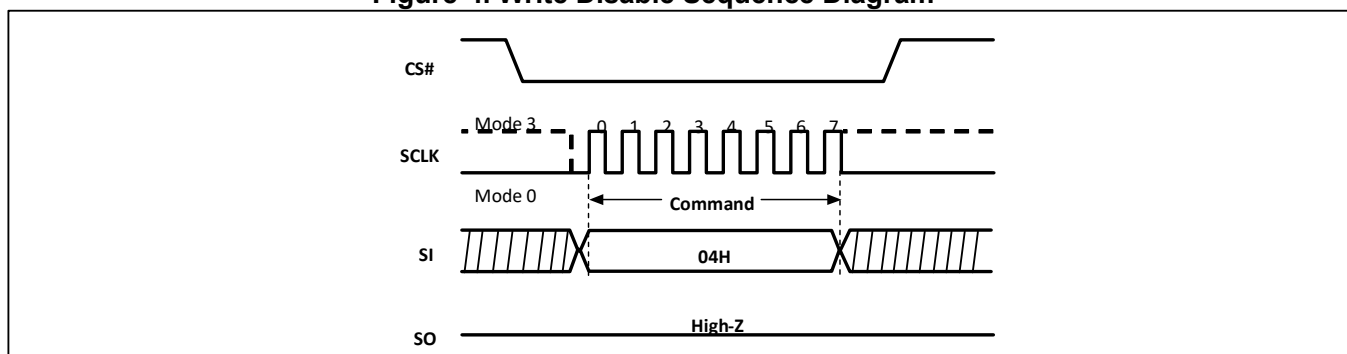 Figure 4. Write Disable Sequence Diagram
CS#
Mode 3 0 1 2 3 4 5 6 7
SCLK
Mode 0
Command
SI 04H
High-Z
SO